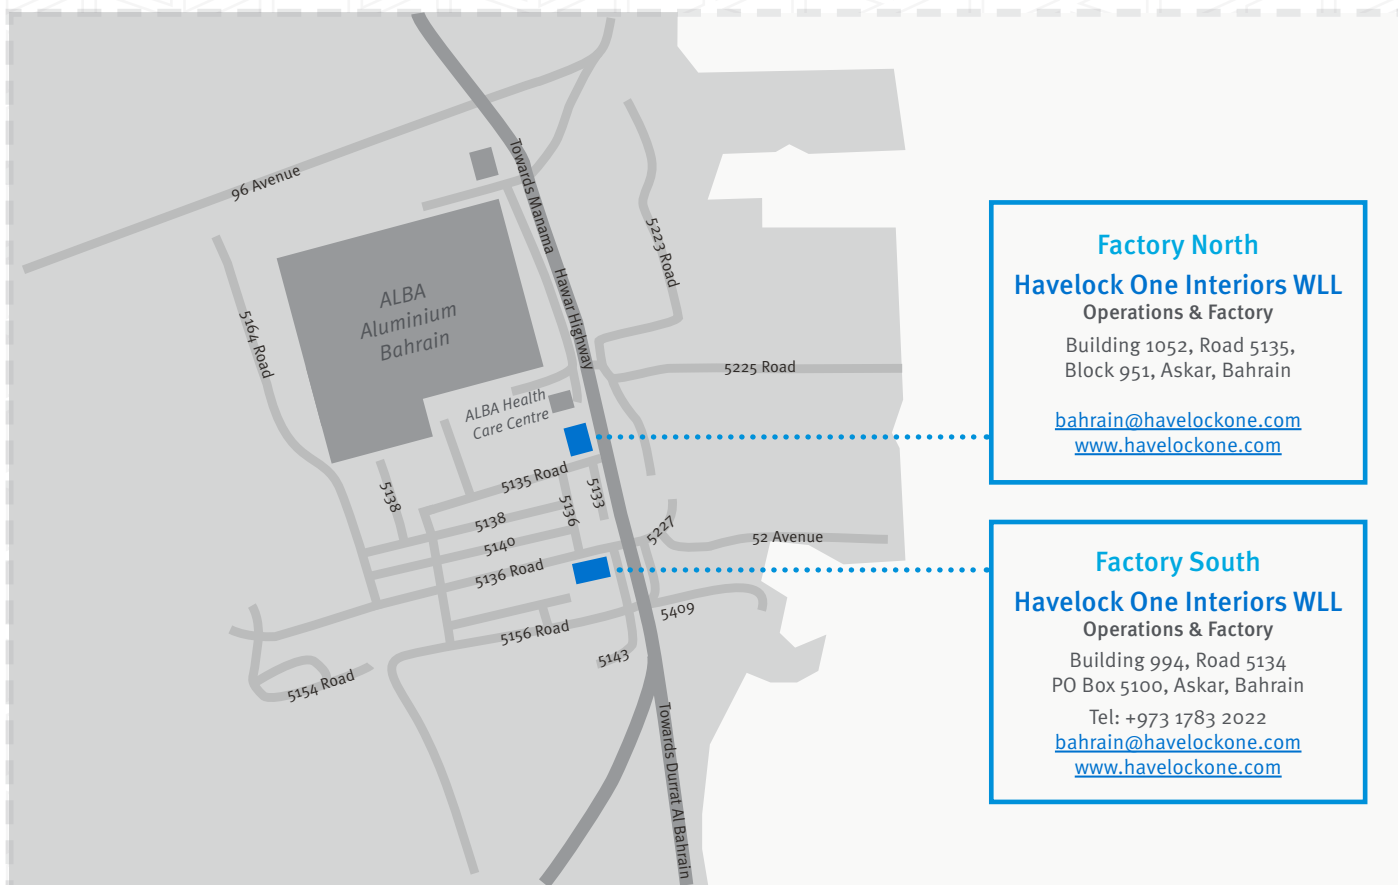 96 Avenue
Towards Manama
Hawar Highway
5223 Road
5164 Road
ALBA
Aluminium
Bahrain
5225 Road
ALBA Health
Care Centre
5135 Road
5138
5138
5136
5133
5140
5227
52 Avenue
5136 Road
5156 Road
5409
5143
5154 Road
Towards Durrat Al Bahrain
Factory North
Havelock One Interiors WLL
Operations & Factory
Building 1052, Road 5135,
Block 951, Askar, Bahrain
bahrain@havelockone.com
www.havelockone.com
Factory South
Havelock One Interiors WLL
Operations & Factory
Building 994, Road 5134
PO Box 5100, Askar, Bahrain
Tel: +973 1783 2022
bahrain@havelockone.com
www.havelockone.com